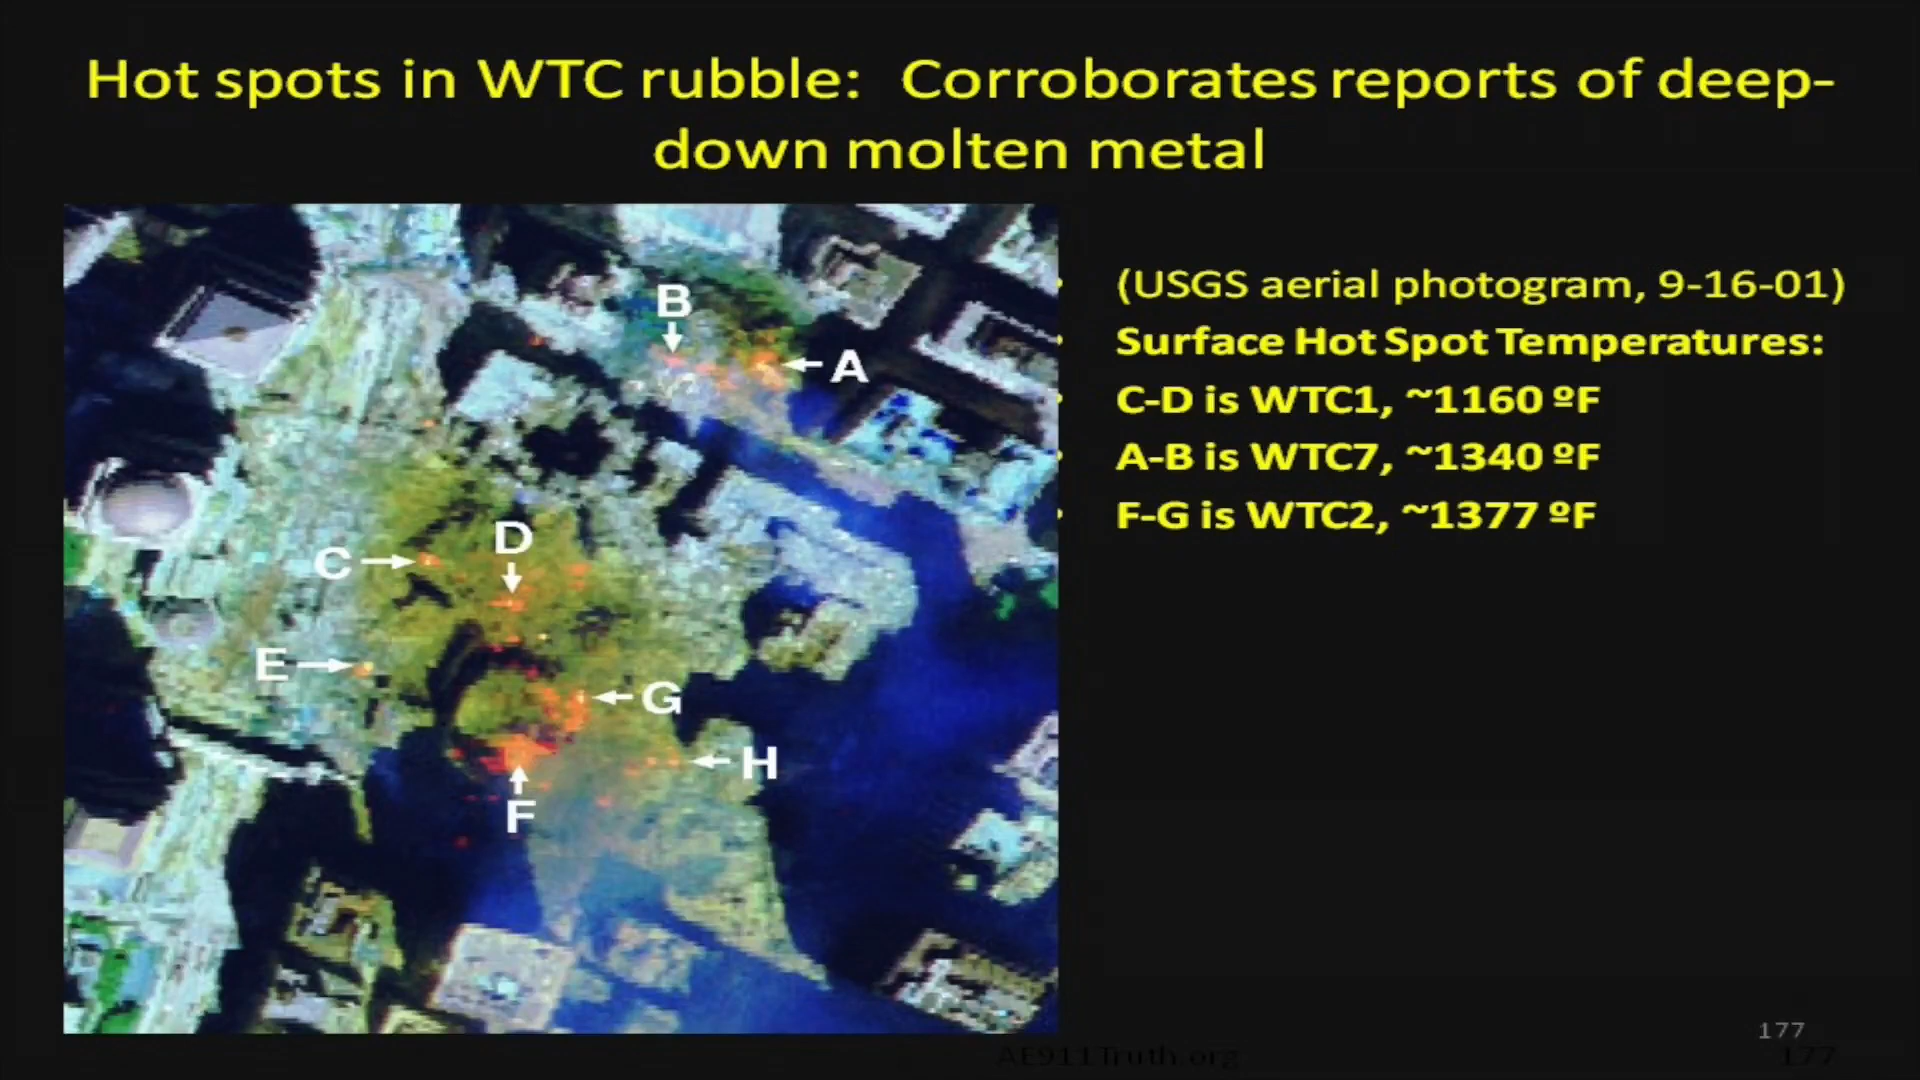 Hot spots in WTC rubble: Corroborates reports of deep-
down molten metal
B
A
D
C
E
G
H
F
(USGS aerial photogram, 9-16-01)
Surface Hot Spot Temperatures:
C-D is WTC1, ~1160 ºF
A-B is WTC7, ~1340 ºF
F-G is WTC2, ~1377 ºF
177
AE911Truth.org
177